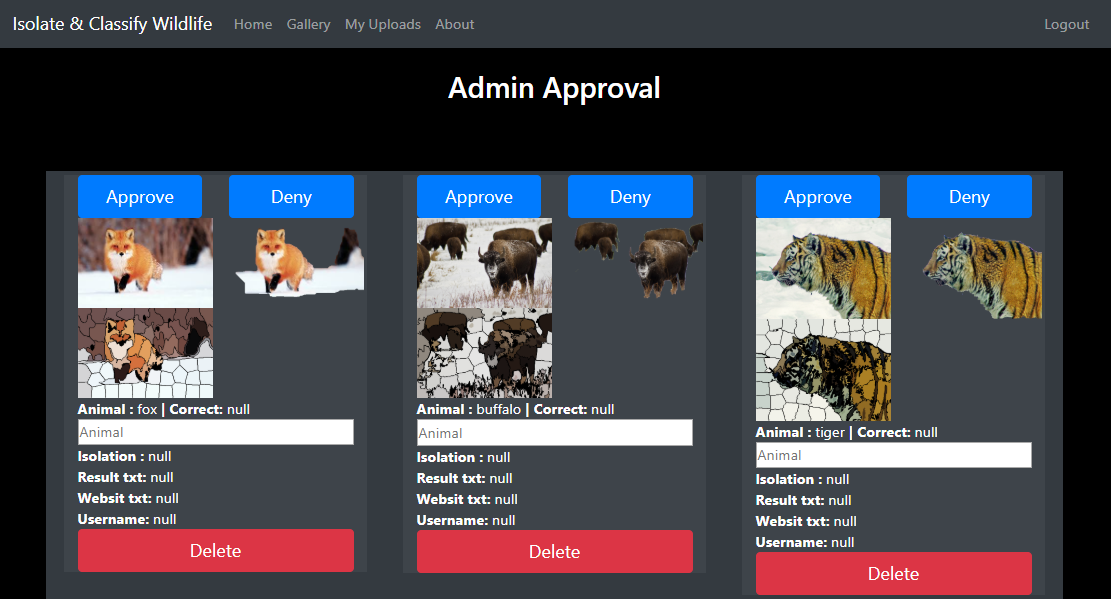 Isolate & Classify Wildlife Home Gallery My Uploads About Logout
Admin Approval
Approve Deny
Animal : fox | Correct: null
Animal
Isolation : null
Result txt: null
Websit txt: null
Username: null
Delete
Approve Deny
Animal : buffalo | Correct: null
Animal
Isolation : null
Result txt: null
Websit txt: null
Username: null
Delete
Approve Deny
Animal : tiger | Correct: null
Animal
Isolation : null
Result txt: null
Websit txt: null
Username: null
Delete